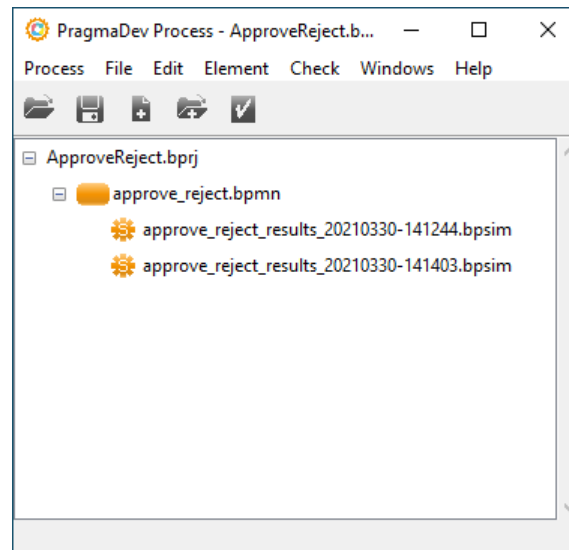 PragmaDev Process - ApproveReject.b...
Process File Edit Element Check Windows Help
ApproveReject.bprj
approve_reject.bpmn
approve_reject_results_20210330-141244.bpsim
approve_reject_results_20210330-141403.bpsim